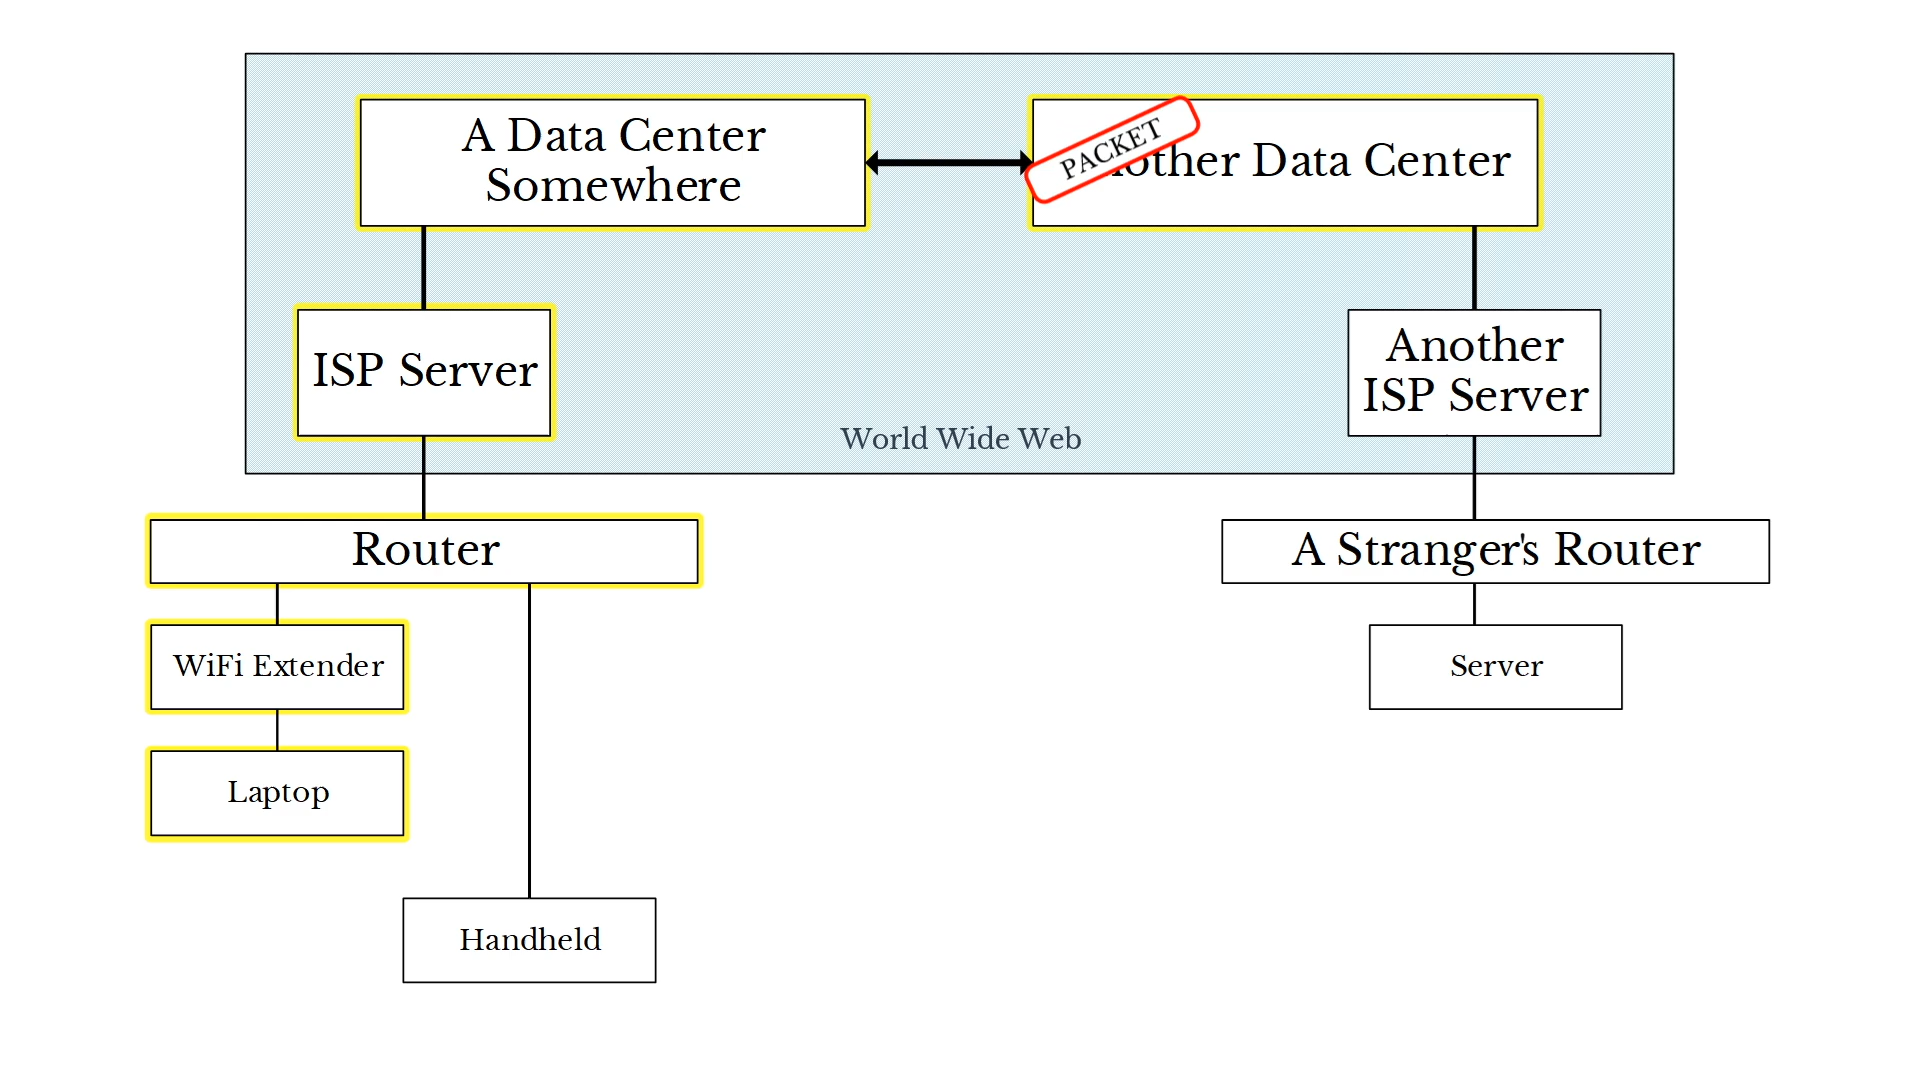 A Data Center
Somewhere
PACKET
other Data Center
ISP Server
Another
ISP Server
World Wide Web
Router
A Stranger's Router
WiFi Extender
Server
Laptop
Handheld